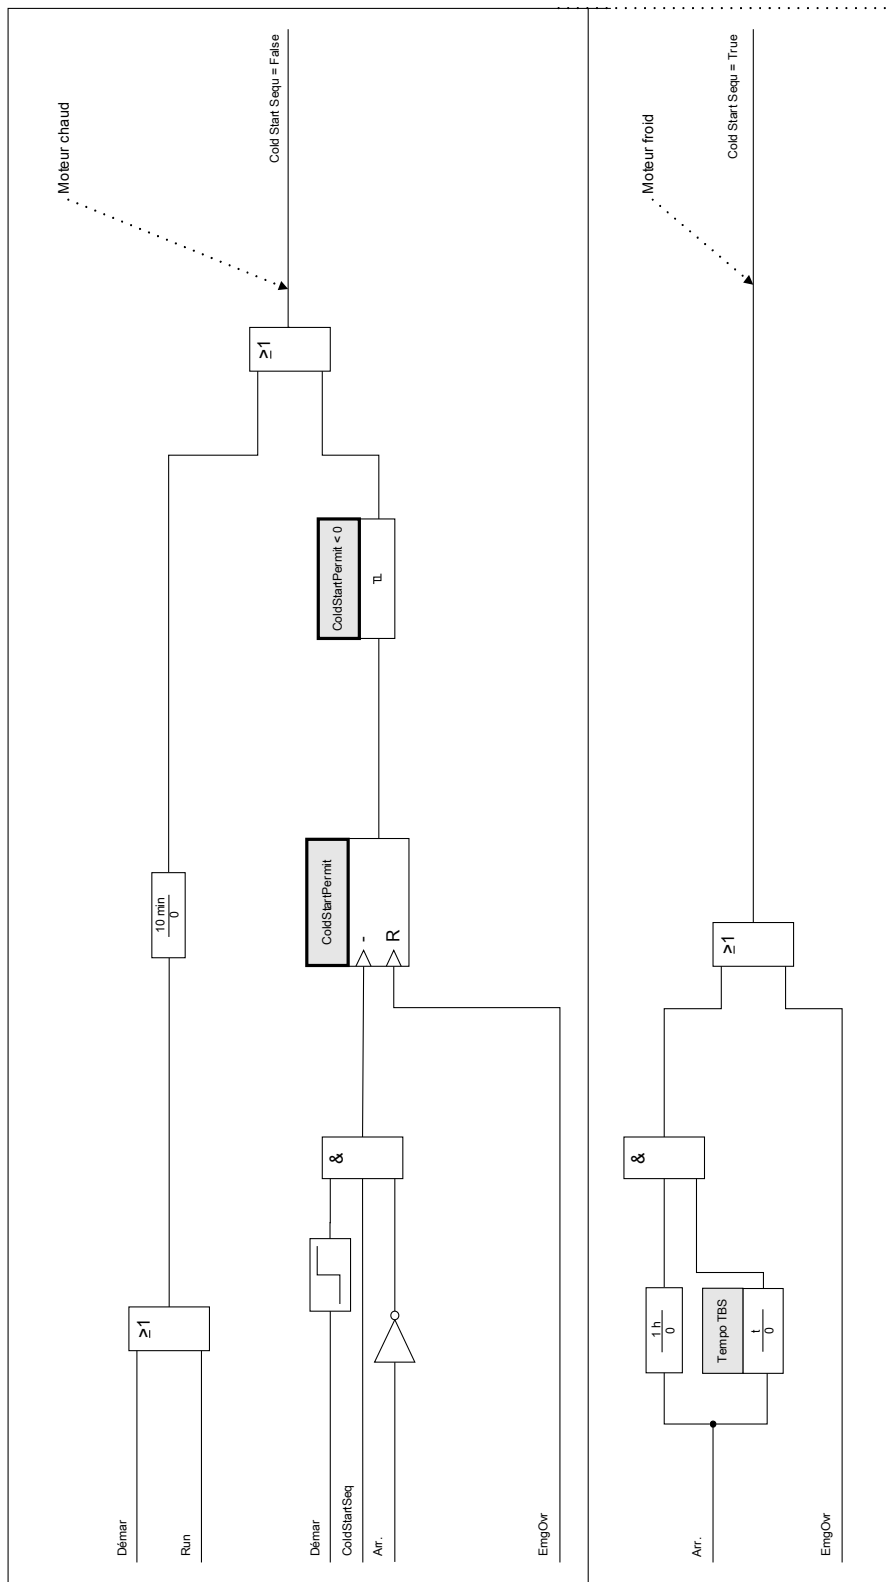 Moteur chaud
Cold Start Sequ = False
≥1
ColdStartPermit < 0
10 min
0
ColdStartPermit
-
R
&
≥1
Démar
Run
Démar
ColdStartSeq
Arr.
EmgOvr
Moteur froid
Cold Start Sequ = True
≥1
&
1 h
0
Tempo TBS
t
0
Arr.
EmgOvr